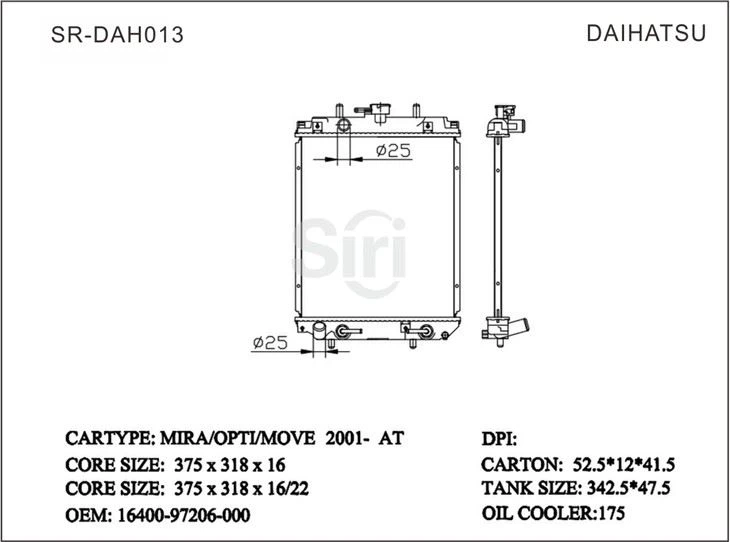 SR-DAH013
DAIHATSU
ø25
Siri
ø25
CARTYPE: MIRA/OPTI/MOVE 2001- AT
CORE SIZE: 375 x 318 x 16
CORE SIZE: 375 x 318 x 16/22
OEM: 16400-97206-000
DPI:
CARTON: 52.5*12*41.5
TANK SIZE: 342.5*47.5
OIL COOLER:175